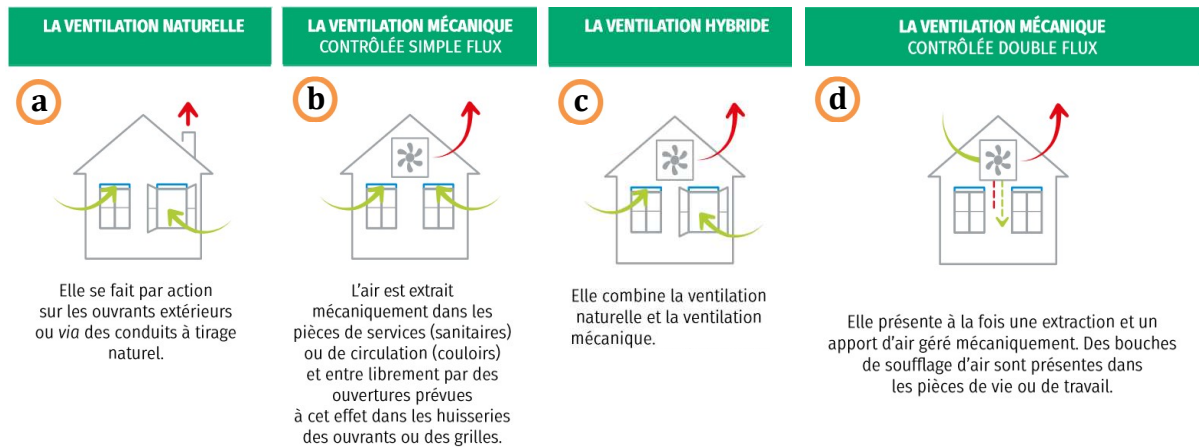 LA VENTILATION NATURELLE
a
Elle se fait par action
sur les ouvrants extérieurs
ou via des conduits à tirage
naturel.
LA VENTILATION MÉCANIQUE
CONTRÔLÉE SIMPLE FLUX
b
L'air est extrait
mécaniquement dans les
pièces de services (sanitaires)
ou de circulation (couloirs)
et entre librement par des
ouvertures prévues
à cet effet dans les huisseries
des ouvrants ou des grilles.
LA VENTILATION HYBRIDE
c
Elle combine la ventilation
naturelle et la ventilation
mécanique.
LA VENTILATION MÉCANIQUE
CONTRÔLÉE DOUBLE FLUX
d
Elle présente à la fois une extraction et un
apport d'air géré mécaniquement. Des bouches
de soufflage d'air sont présentes dans
les pièces de vie ou de travail.